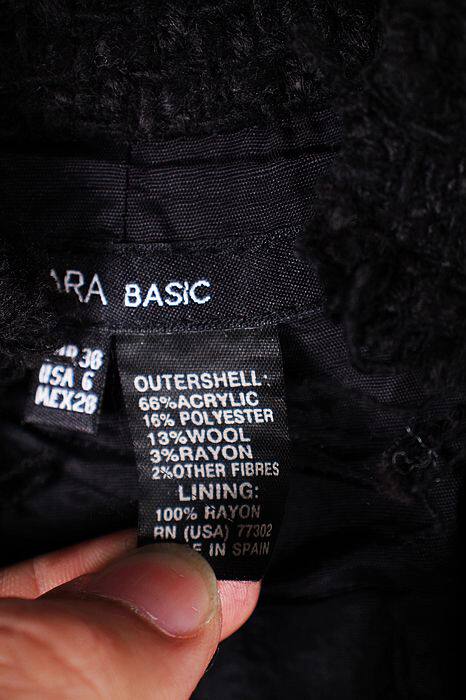 ARA BASIC
38
USA 6
MEX28
OUTERSHELL:
66%ACRYLIC
16% POLYESTER
13%WOOL
3%RAYON
2%OTHER FIBRES
LINING:
100% RAYON
RN (USA) 77302
E IN SPAIN